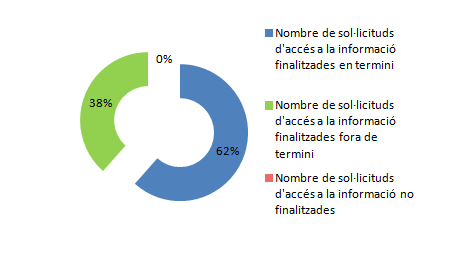 0%
38%
62%
Nombre de sol·licituds
d'accés a la informació
finalitzades en termini
Nombre de sol·licituds
d'accés a la informació
finalitzades fora de
termini
Nombre de sol·licituds
d'accés a la informació no
finalitzades